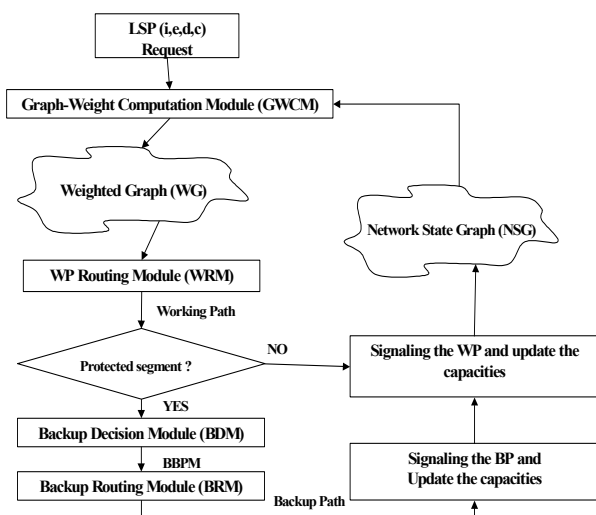 LSP (i,e,d,c)
Request
Graph-Weight Computation Module (GWCM)
Weighted Graph (WG)
Network State Graph (NSG)
WP Routing Module (WRM)
Working Path
Protected segment ?
NO
Signaling the WP and update the
capacities
YES
Backup Decision Module (BDM)
BBPM
Signaling the BP and
Update the capacities
Backup Routing Module (BRM)
Backup Path